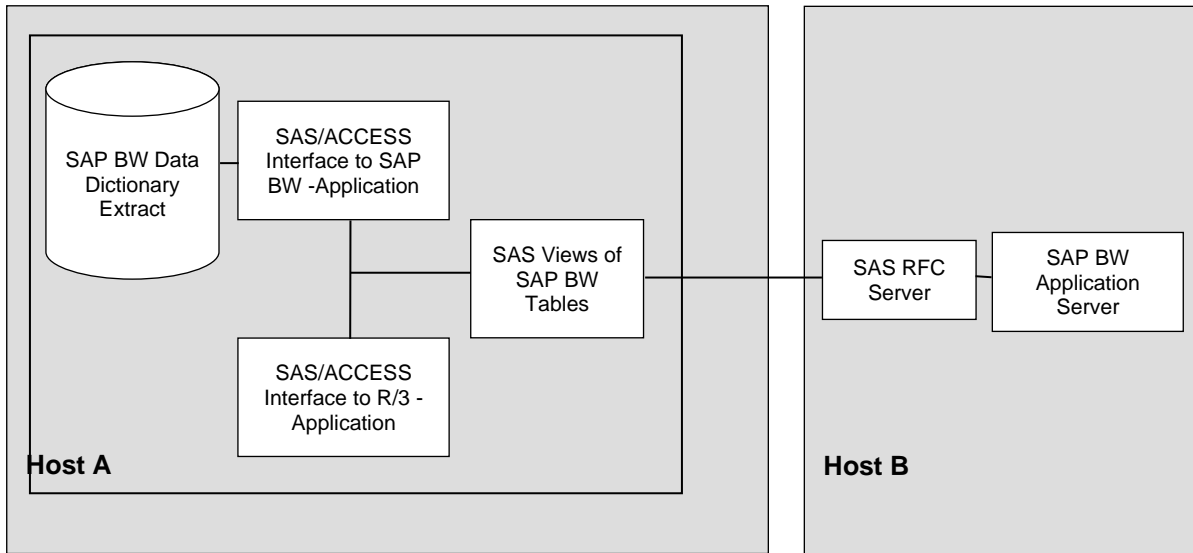 SAP BW Data
Dictionary
Extract
SAS/ACCESS
Interface to SAP
BW -Application
SAS Views of
SAP BW
Tables
SAS/ACCESS
Interface to R/3 -
Application
Host A
SAS RFC
Server
SAP BW
Application
Server
Host B